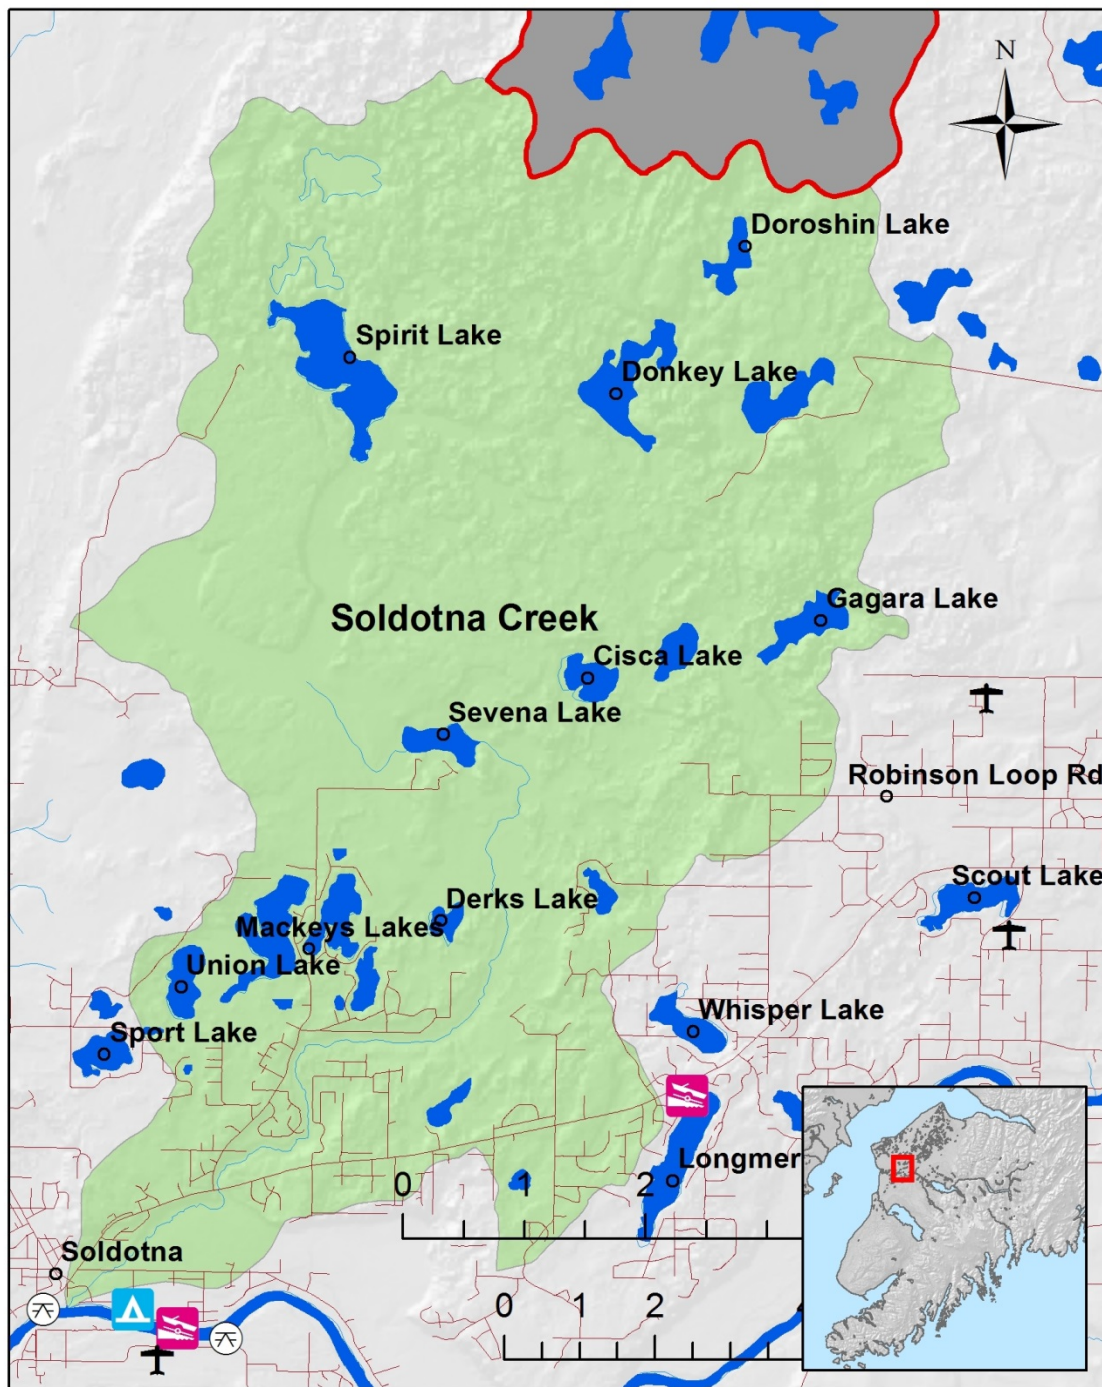 N
Doroshin Lake
Spirit Lake
Donkey Lake
Gagara Lake
Soldotna Creek
Cisca Lake
Sevena Lake
Robinson Loop Rd
Scout Lake
Derks Lake
Mackeys Lakes
Union Lake
Whisper Lake
Sport Lake
Longmer
0 1 2
Soldotna
0 2